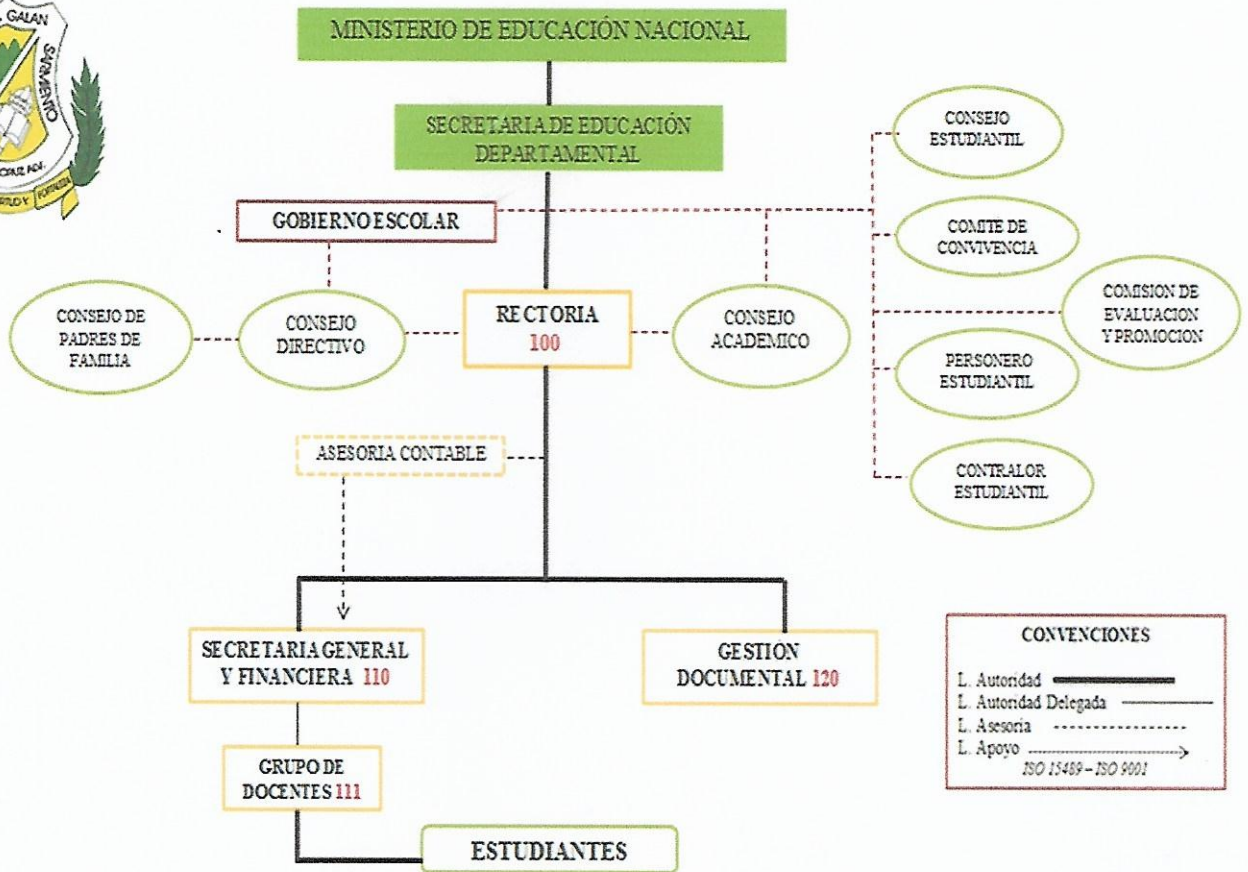 GALAN
SARMIENTO
MINISTERIO DE EDUCACIÓN NACIONAL
SECRETARIA DE EDUCACIÓN
DEPARTAMENTAL
GOBIERNO ESCOLAR
CONSEJO
ESTUDIANTIL
COMITE DE
CONVIVENCIA
CONSEJO DE
PADRES DE
FAMILIA
CONSEJO
DIRECTIVO
RECTORIA
100
CONSEJO
ACADEMICO
COMISION DE
EVALUACION
Y PROMOCION
PERSONERO
ESTUDIANTIL
ASESORIA CONTABLE
CONTRALOR
ESTUDIANTIL
SECRETARIA GENERAL
Y FINANCIERA 110
GESTIÓN
DOCUMENTAL 120
GRUPO DE
DOCENTES 111
ESTUDIANTES
CONVENCIONES
L. Autoridad
L. Autoridad Delegada
L. Asesoria
L. Apoyo
ISO 15489 – ISO 9001